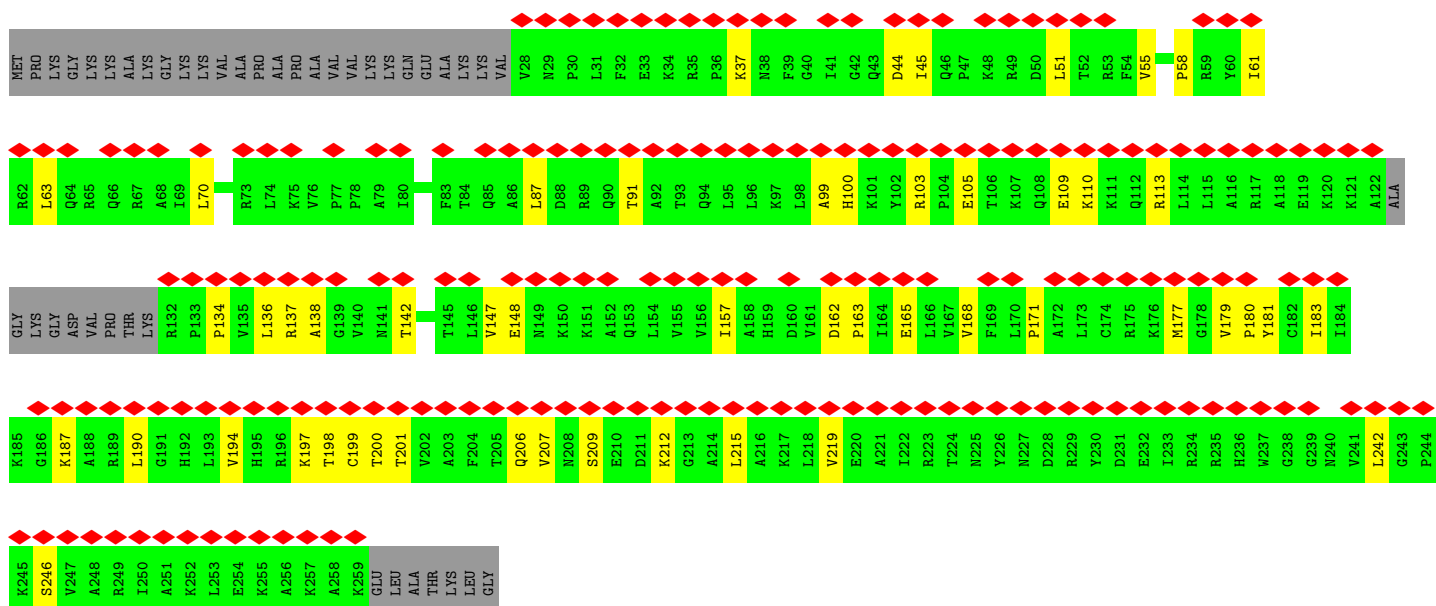 MET PRO LYS LYS GLY LYS LYS ALA LYS GLY LYS LYS VAL ALA PRO ALA PRO ALA VAL VAL LYS LYS GLN GLU ALA LYS LYS VAL V28 N29 P30 L31 F32 E33 K34 R35 P36 K37 N38 F39 G40 I41 G42 Q43 D44 I45 Q46 P47 K48 R49 D50 L51 T52 R53 F54 V55 P58 R59 Y60 I61
R62 L63 Q64 R65 Q66 R67 A68 I69 L70 R73 L74 K75 V76 P77 P78 A79 I80 F83 T84 Q85 A86 L87 D88 R89 Q90 T91 A92 T93 Q94 L95 L96 K97 L98 A99 H100 K101 Y102 R103 P104 E105 T106 K107 Q108 E109 K110 K111 Q112 R113 L114 L115 A116 R117 A118 E119 K120 K121 A122 ALA
GLY LYS GLY ASP VAL PRO THR LYS R132 P133 P134 V135 L136 R137 A138 G139 V140 N141 T142 T145 L146 V147 E148 N149 K150 K151 A152 Q153 L154 V155 V156 I157 A158 H159 D160 V161 D162 P163 I164 E165 L166 V167 V168 F169 L170 P171 A172 L173 C174 R175 K176 M177 G178 V179 P180 Y181 C182 I183 I184
K185 G186 K187 A188 R189 L190 G191 H192 L193 V194 H195 R196 K197 T198 C199 T200 T201 V202 A203 F204 T205 Q206 V207 N208 S209 E210 D211 K212 G213 A214 L215 A216 K217 L218 V219 E220 A221 I222 R223 T224 N225 Y226 N227 D228 R229 Y230 D231 E232 I233 R234 R235 H236 W237 G238 G239 N240 V241 L242 G243 P244
K245 S246 V247 A248 R249 I250 A251 K252 L253 E254 K255 A256 K257 A258 K259 GLU LEU ALA THR LYS LEU GLY